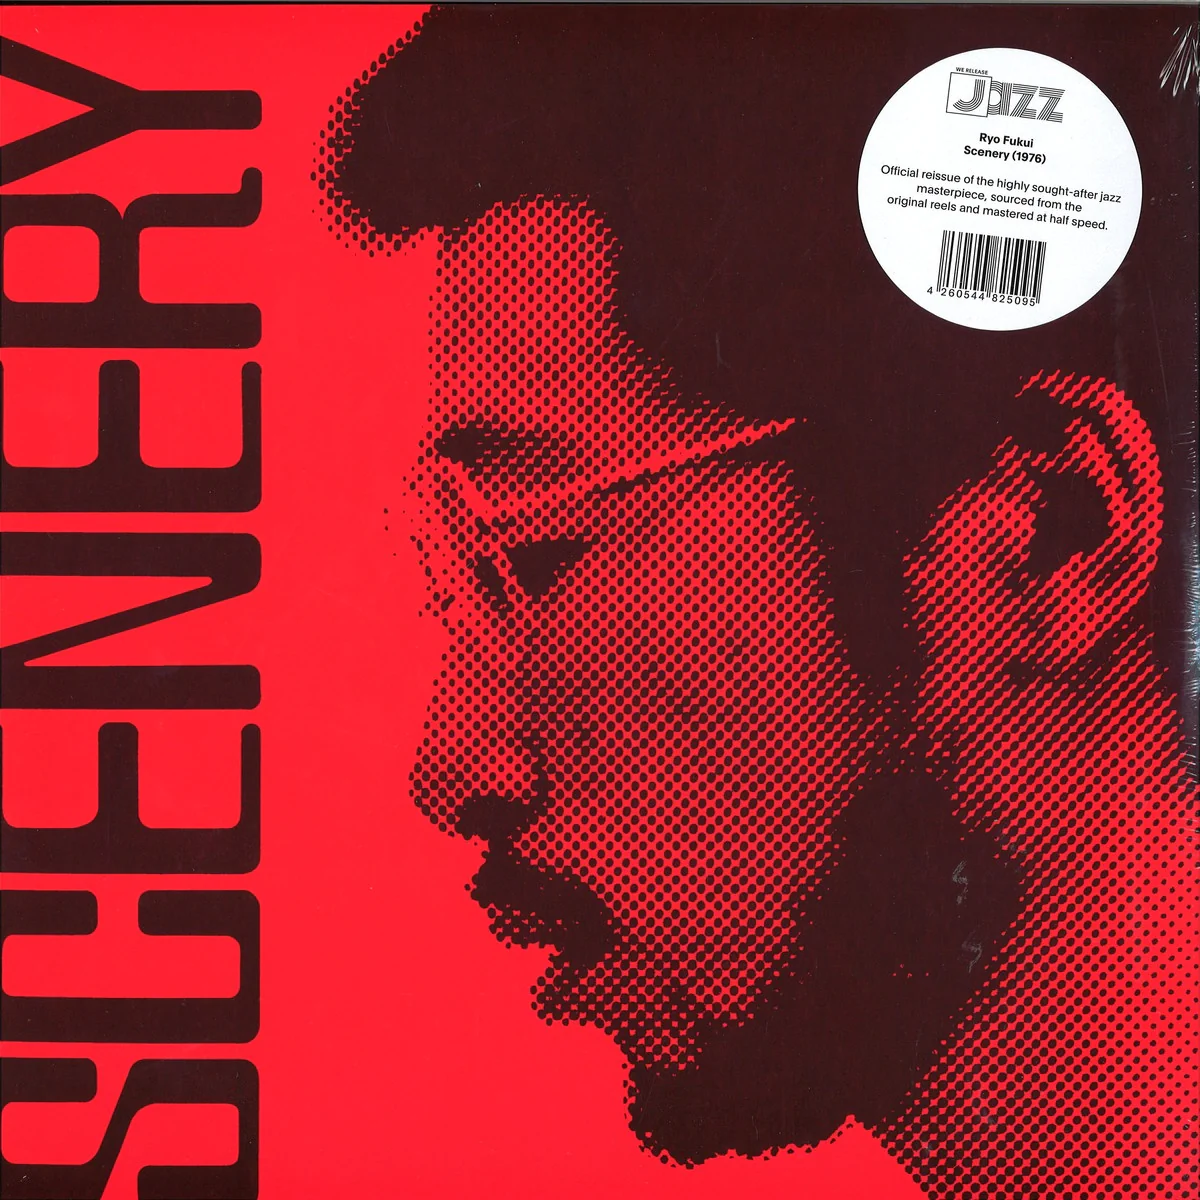 SCENERY
WE RELEASE
Jazz
Ryo Fukui
Scenery (1976)
Official reissue of the highly sought-after jazz
masterpiece, sourced from the
original reels and mastered at half speed.
4 260544 825095